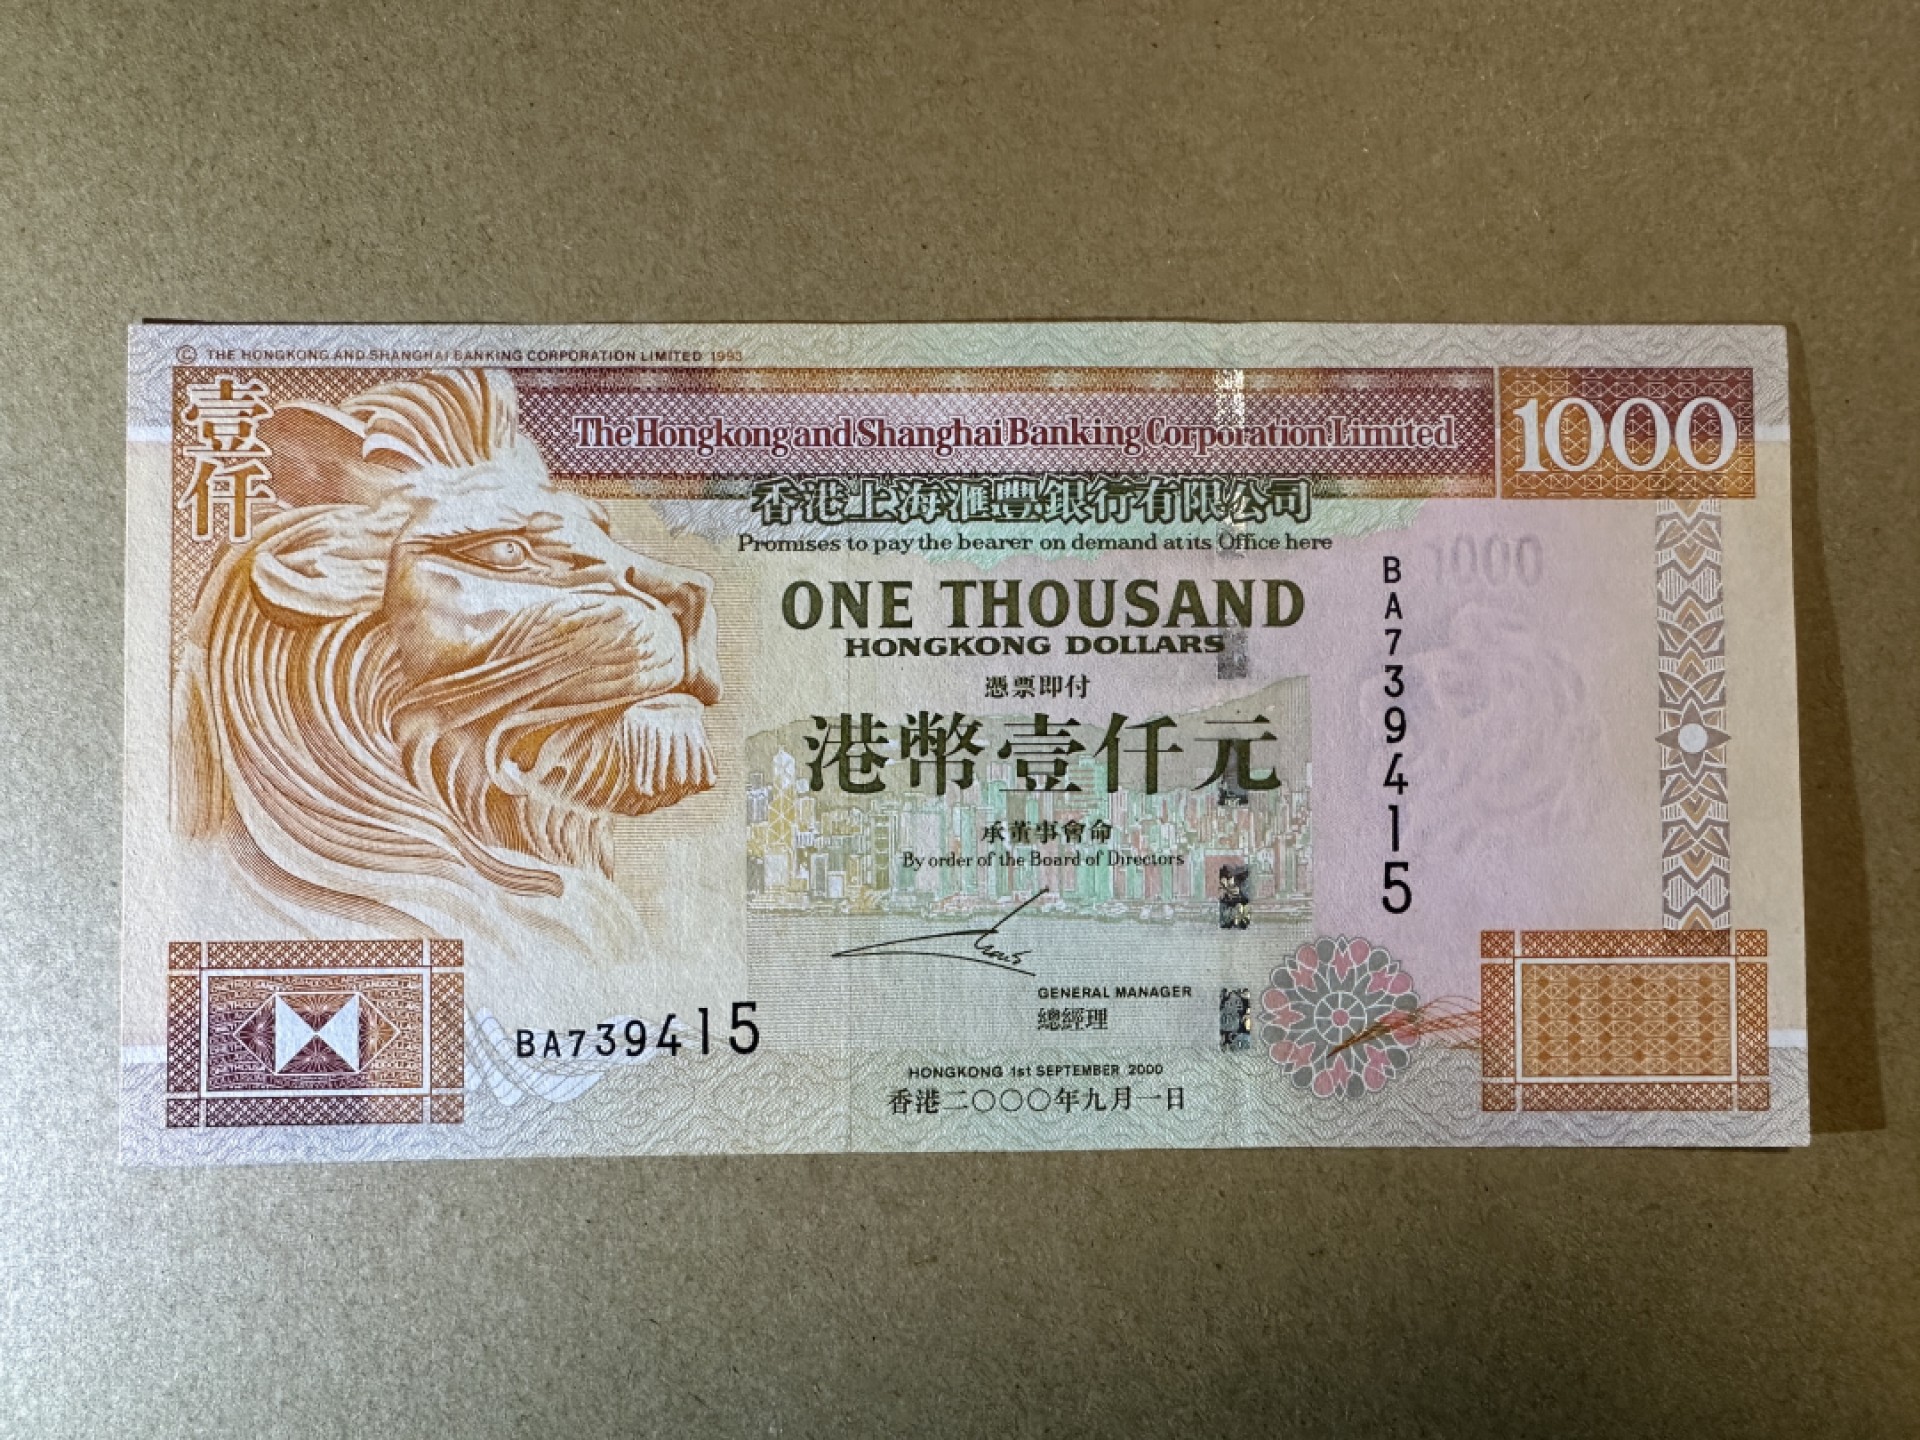 © THE HONGKONG AND SHANGHAI BANKING CORPORATION LIMITED 1993
壹仟
The Hongkong and Shanghai Banking Corporation Limited
1000
香港上海滙豐銀行有限公司
Promises to pay the bearer on demand at its Office here
ONE THOUSAND
HONGKONG DOLLARS
憑票即付
港幣壹仟元
1000
BA739415
承董事會命
By order of the Board of Directors
GENERAL MANAGER
總經理
BA739415
HONGKONG 1st SEPTEMBER 2000
香港二〇〇〇年九月一日